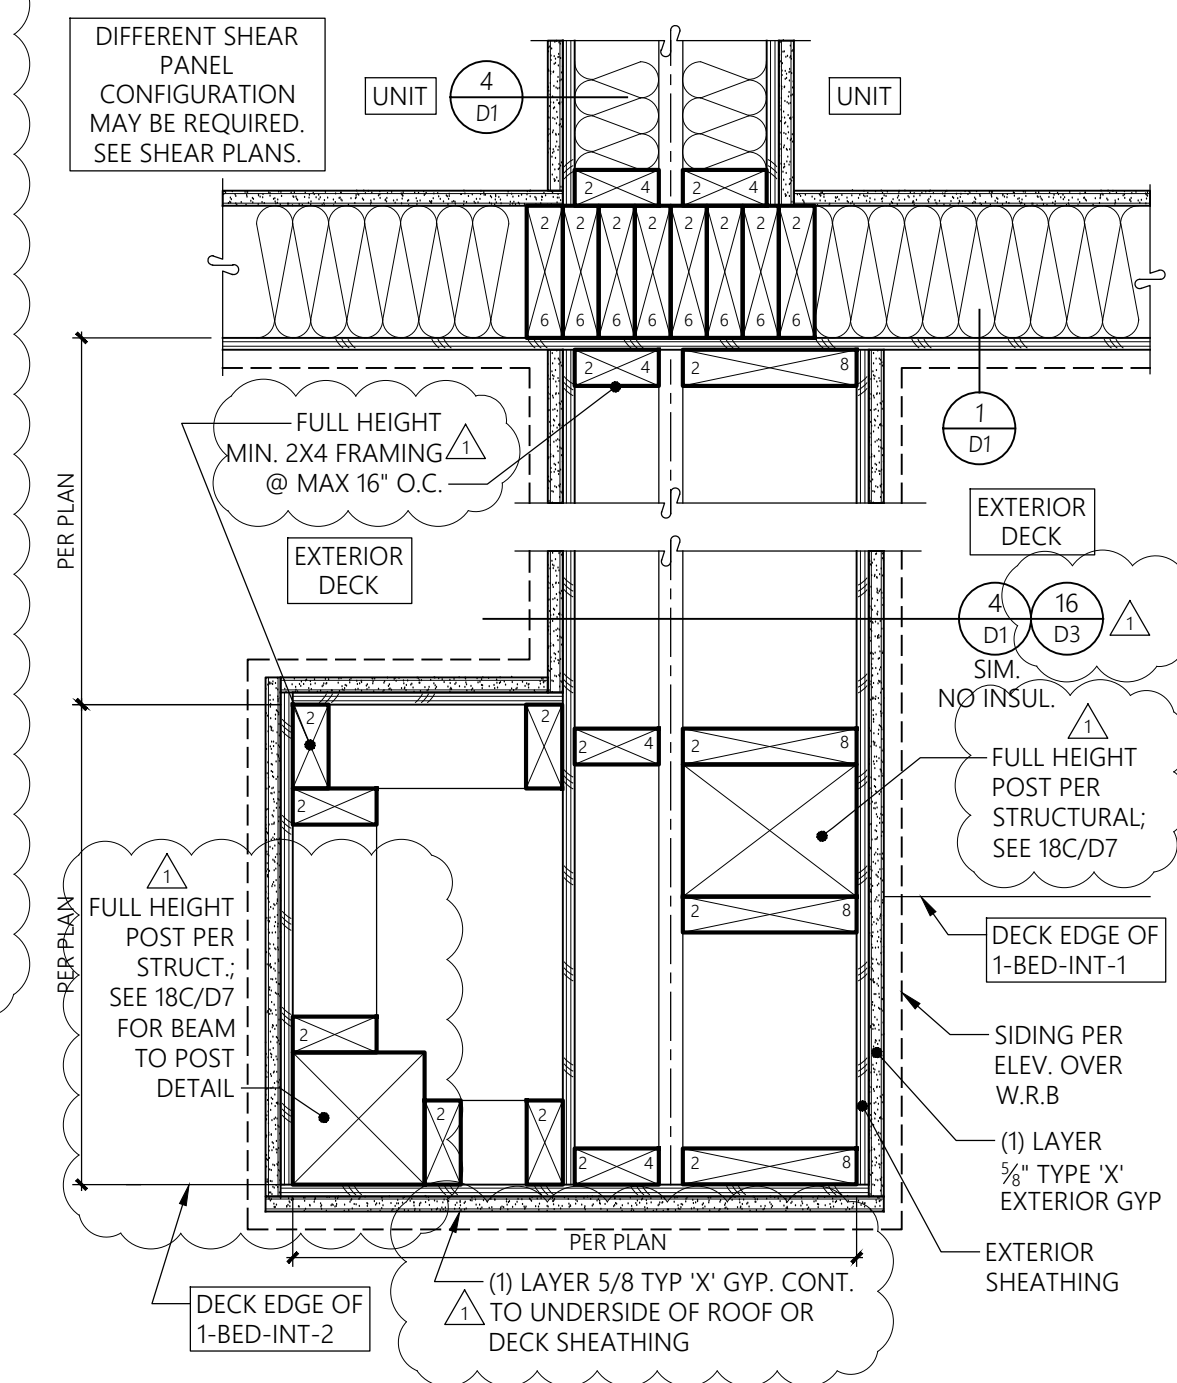 DIFFERENT SHEAR
PANEL
CONFIGURATION
MAY BE REQUIRED.
SEE SHEAR PLANS.
UNIT
4
D1
UNIT
2 4
2 4
2 2 2 2 2 2 2 2
6 6 6 6 6 6 6 6
2 4
2 8
1
D1
FULL HEIGHT
MIN. 2X4 FRAMING
@ MAX 16" O.C.
1
PER PLAN
EXTERIOR
DECK
EXTERIOR
DECK
4
D1
16
D3
1
SIM.
NO INSUL.
2
2
2
2 4
2 8
1
FULL HEIGHT
POST PER
STRUCTURAL;
SEE 18C/D7
2 8
1
FULL HEIGHT
POST PER
STRUCT.;
SEE 18C/D7
FOR BEAM
TO POST
DETAIL
PER PLAN
DECK EDGE OF
1-BED-INT-1
2
2
2
2 4
2 8
SIDING PER
ELEV. OVER
W.R.B
(1) LAYER
⅝" TYPE 'X'
EXTERIOR GYP
EXTERIOR
SHEATHING
PER PLAN
DECK EDGE OF
1-BED-INT-2
1
(1) LAYER 5/8 TYP 'X' GYP. CONT.
TO UNDERSIDE OF ROOF OR
DECK SHEATHING